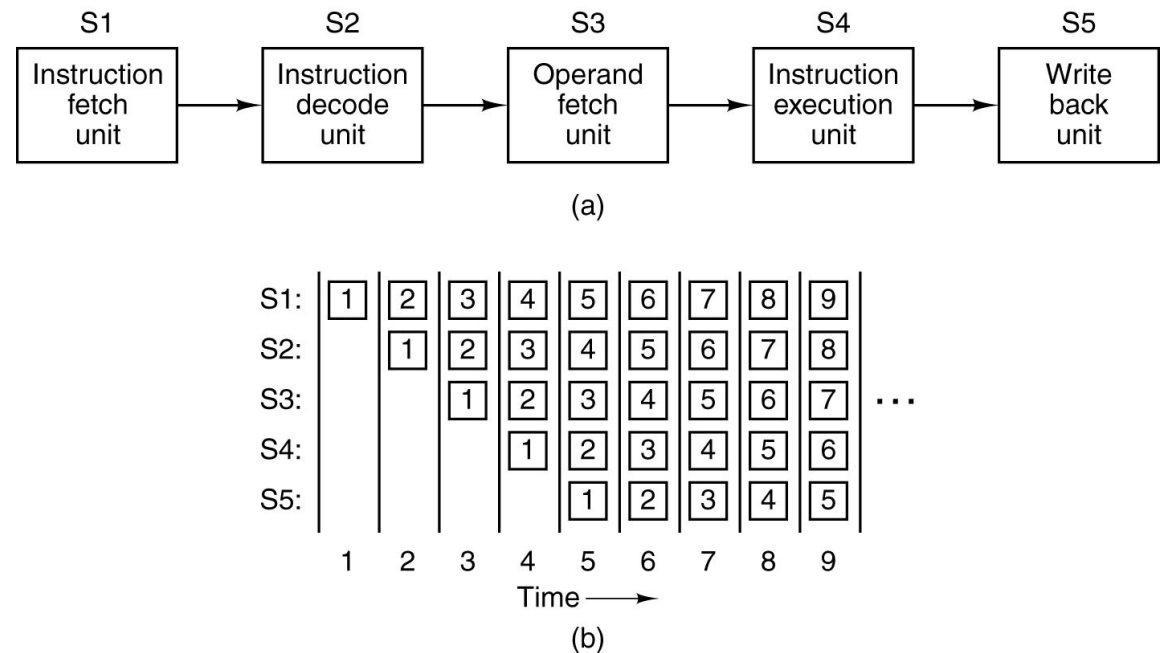 S1 S2 S3 S4 S5
Instruction fetch unit
Instruction decode unit
Operand fetch unit
Instruction execution unit
Write back unit
(a)
S1: 1 2 3 4 5 6 7 8 9
S2: 1 2 3 4 5 6 7 8
S3: 1 2 3 4 5 6 7 ...
S4: 1 2 3 4 5 6
S5: 1 2 3 4 5
1 2 3 4 5 6 7 8 9
Time
(b)